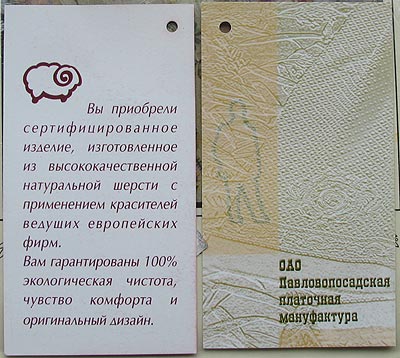 Вы приобрели
сертифицированное
изделие, изготовленное
из высококачественной
натуральной шерсти с
применением красителей
ведущих европейских
фирм.
Вам гарантированы 100%
экологическая чистота,
чувство комфорта и
оригинальный дизайн.
ОАО
Павловопосадская
платочная
мануфактура